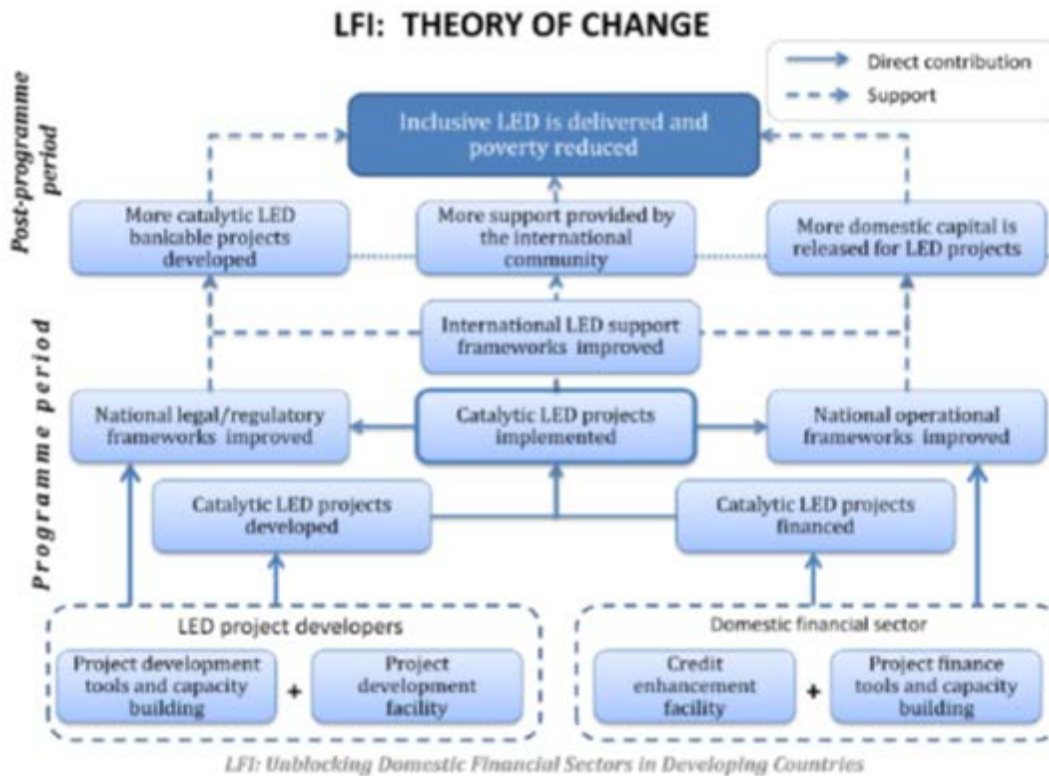 LFI: THEORY OF CHANGE
Direct contribution
Support
Post-programme
period
Inclusive LED is delivered and
poverty reduced
More catalytic LED
bankable projects
developed
More support provided by
the international
community
More domestic capital is
released for LED projects
Programme period
International LED support
frameworks improved
National legal/regulatory
frameworks improved
Catalytic LED projects
implemented
National operational
frameworks improved
Catalytic LED projects
developed
Catalytic LED projects
financed
LED project developers
Project development
tools and capacity
building
+
Project
development
facility
Domestic financial sector
Credit
enhancement
facility
+
Project finance
tools and capacity
building
LFI: Unblocking Domestic Financial Sectors in Developing Countries